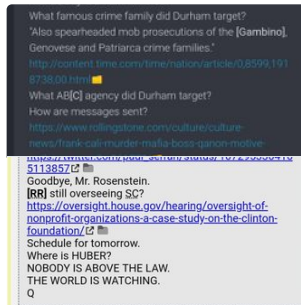 What famous crime family did Durham target?
"Also spearheaded mob prosecutions of the [Gambino],
Genovese and Patriarca crime families."
http://content.time.com/time/nation/article/0,8599,191
8738,00.html
What AB[C] agency did Durham target?
How are messages sent?
https://www.rollingstone.com/culture/culture-
news/frank-cali-murder-mafia-boss-qanon-motive-
5113857
Goodbye, Mr. Rosenstein.
[RR] still overseeing SC?
https://oversight.house.gov/hearing/oversight-of-
nonprofit-organizations-a-case-study-on-the-clinton-
foundation/
Schedule for tomorrow.
Where is HUBER?
NOBODY IS ABOVE THE LAW.
THE WORLD IS WATCHING.
Q